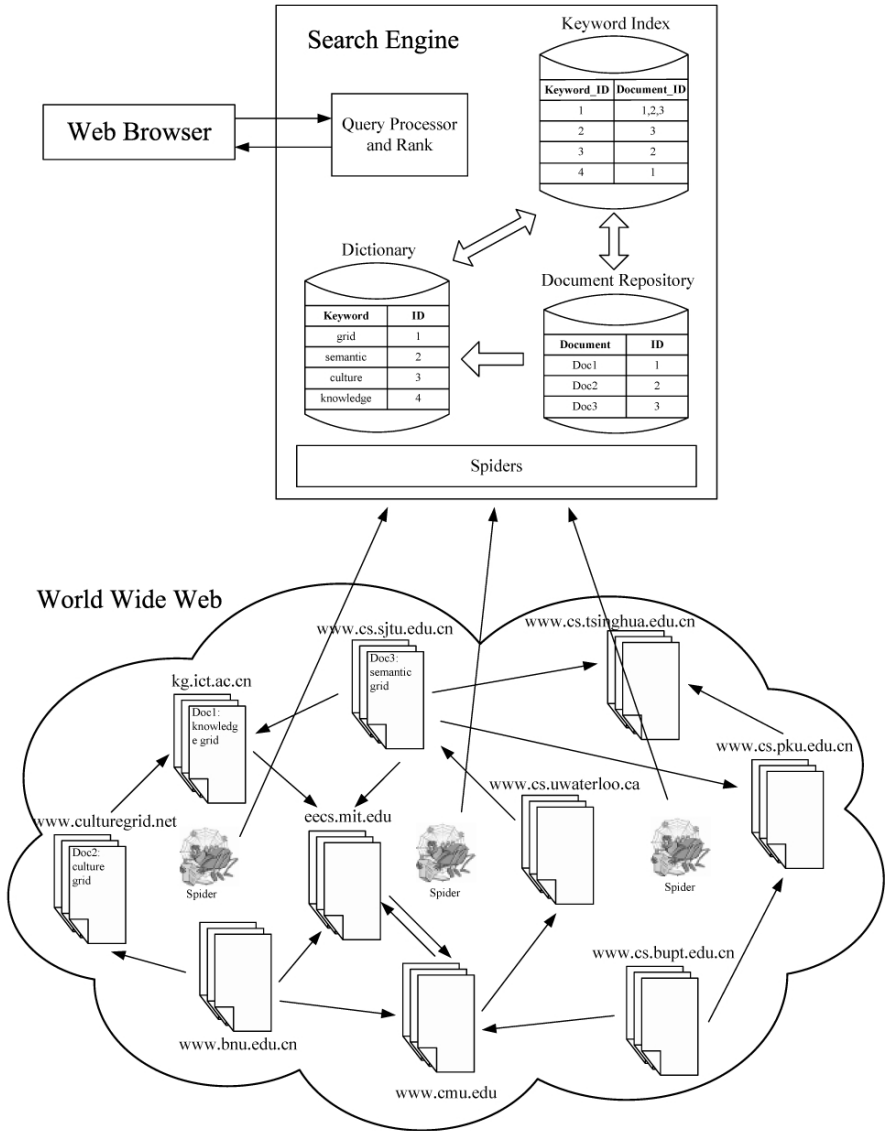 Search Engine
Keyword Index
Keyword_ID Document_ID
1 1,2,3
2 3
3 2
4 1
Web Browser
Query Processor
and Rank
Dictionary
Keyword ID
grid 1
semantic 2
culture 3
knowledge 4
Document Repository
Document ID
Doc1 1
Doc2 2
Doc3 3
Spiders
World Wide Web
www.cs.sjtu.edu.cn
Doc3:
semantic
grid
www.cs.tsinghua.edu.cn
kg.ict.ac.cn
Doc1:
knowledg
e grid
www.cs.pku.edu.cn
www.cs.uwaterloo.ca
www.culturegrid.net
Doc2:
culture
grid
eecs.mit.edu
Spider
Spider
Spider
www.cs.bupt.edu.cn
www.bnu.edu.cn
www.cmu.edu